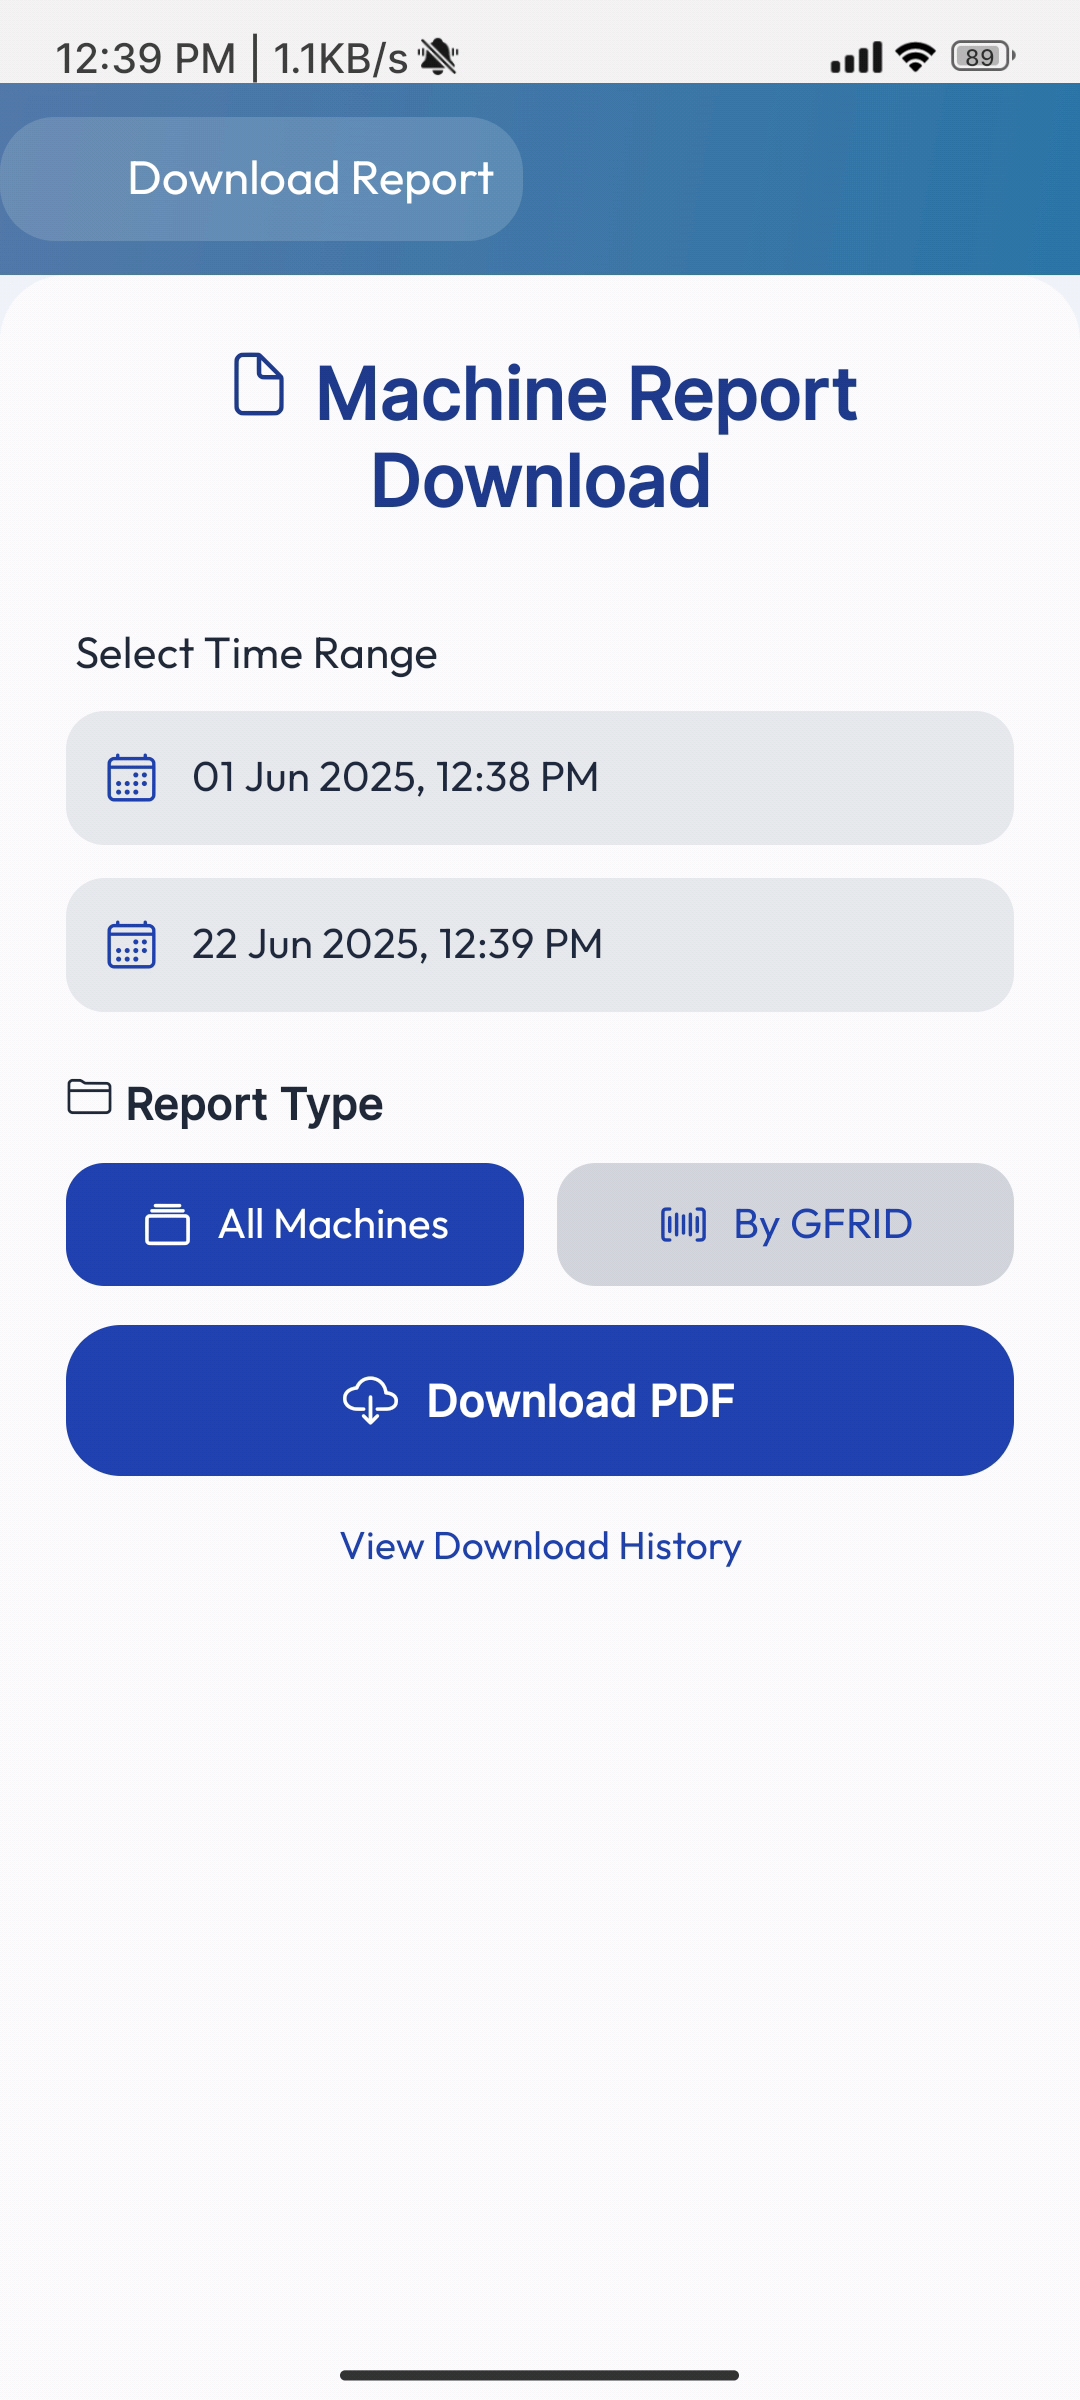 12:39 PM | 1.1KB/s
89
Download Report
Machine Report
Download
Select Time Range
01 Jun 2025, 12:38 PM
22 Jun 2025, 12:39 PM
Report Type
All Machines
By GFRID
Download PDF
View Download History